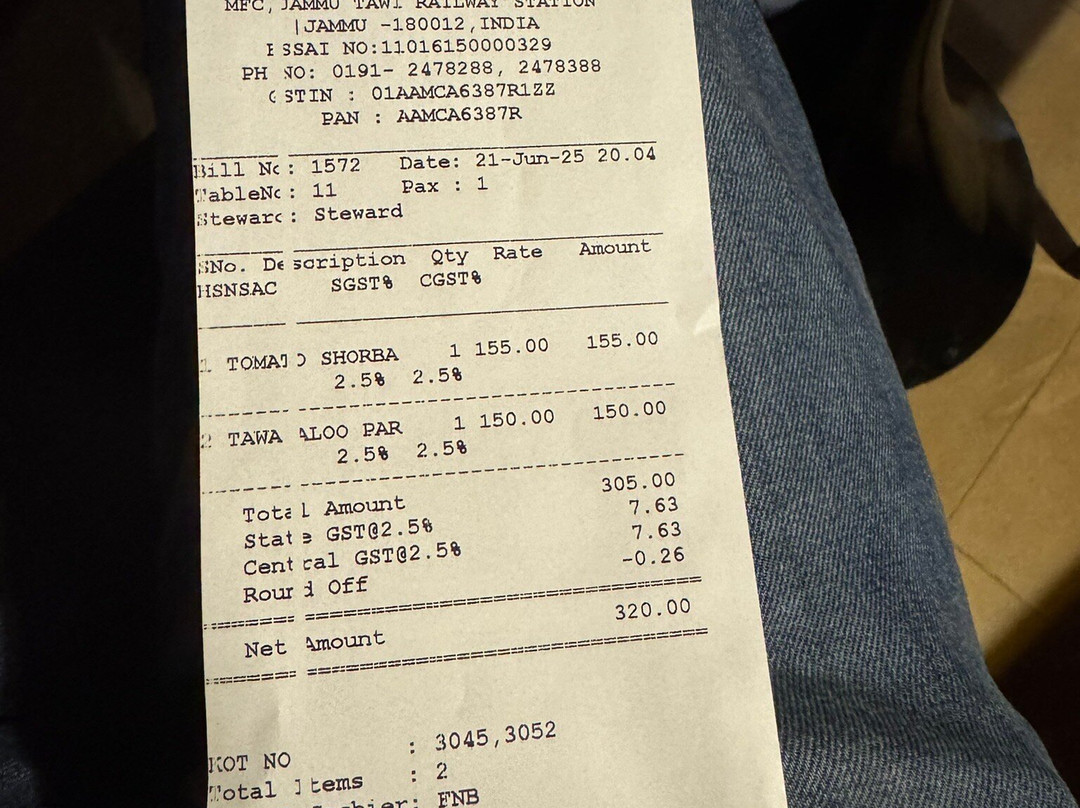 MFC, JAMMU TAWI RAILWAY STATION
JAMMU -180012, INDIA
FSSAI NO:11016150000329
PH NO: 0191- 2478288, 2478388
GSTIN : 01AAMCA6387R1ZZ
PAN : AAMCA6387R
Bill No: 1572 Date: 21-Jun-25 20.04
TableNo: 11 Pax : 1
Steward: Steward
SNo. Description Qty Rate Amount
HSNSAC SGST% CGST%
1 TOMATO SHORBA 1 155.00 155.00
2.5% 2.5%
2 TAWA ALOO PAR 1 150.00 150.00
2.5% 2.5%
Total Amount 305.00
State GST@2.5% 7.63
Central GST@2.5% 7.63
Round Off -0.26
Net Amount 320.00
KOT NO : 3045,3052
Total Items : 2
Cashier: FNB